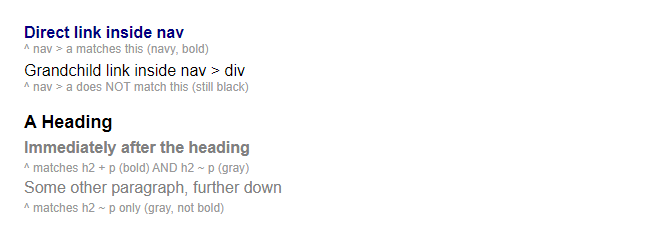 Direct link inside nav
^ nav > a matches this (navy, bold)
Grandchild link inside nav > div
^ nav > a does NOT match this (still black)
A Heading
Immediately after the heading
^ matches h2 + p (bold) AND h2 ~ p (gray)
Some other paragraph, further down
^ matches h2 ~ p only (gray, not bold)